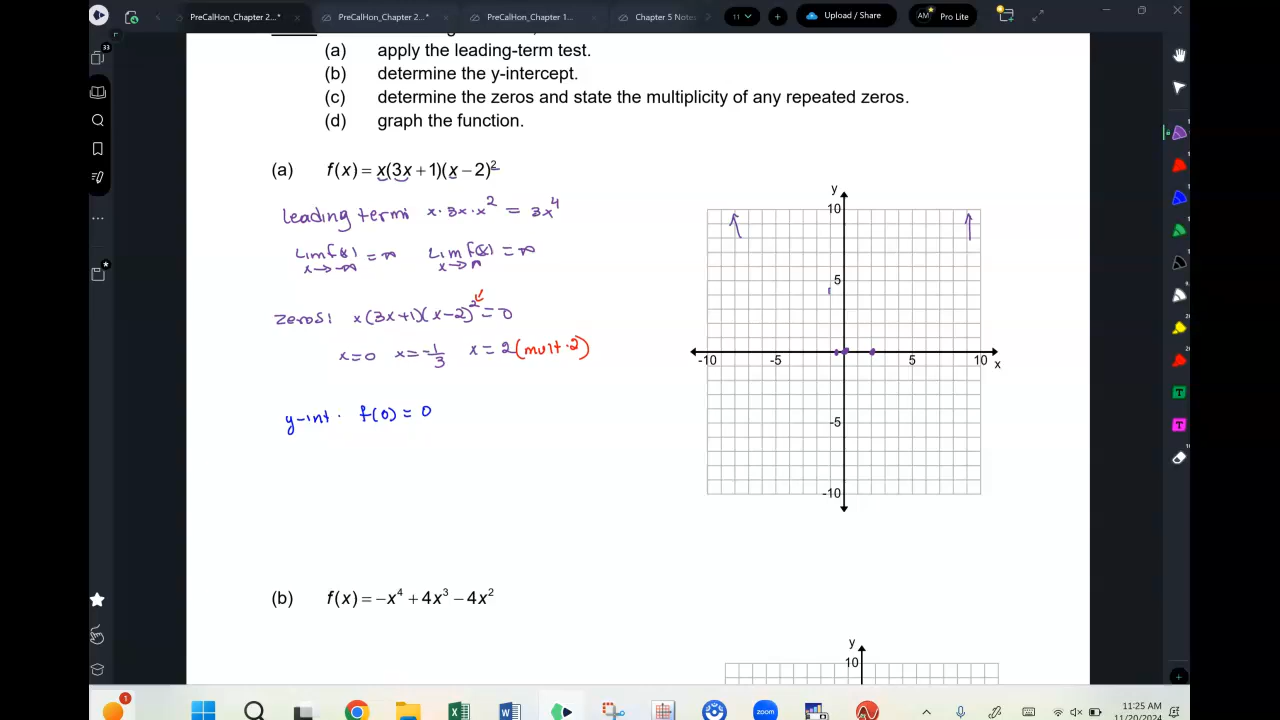 PreCalHon_Chapter 2...* PreCalHon_Chapter 2...* PreCalHon_Chapter 1... Chapter 5 Notes 11 Upload / Share AM Pro Lite
33
(a) apply the leading-term test.
(b) determine the y-intercept.
(c) determine the zeros and state the multiplicity of any repeated zeros.
(d) graph the function.
(a) f(x) = x(3x + 1)(x − 2)²
leading term: x · 3x · x² = 3x⁴
Lim f(x) = ∞ Lim f(x) = ∞
x→-∞ x→∞
zeros: x(3x+1)(x-2)² = 0
x=0 x=-1/3 x=2 (mult. 2)
y-int. f(0) = 0
y
10
5
-10 -5 5 10 x
-5
-10
(b) f(x) = −x⁴ + 4x³ − 4x²
y
10
1
zoom
11:25 AM